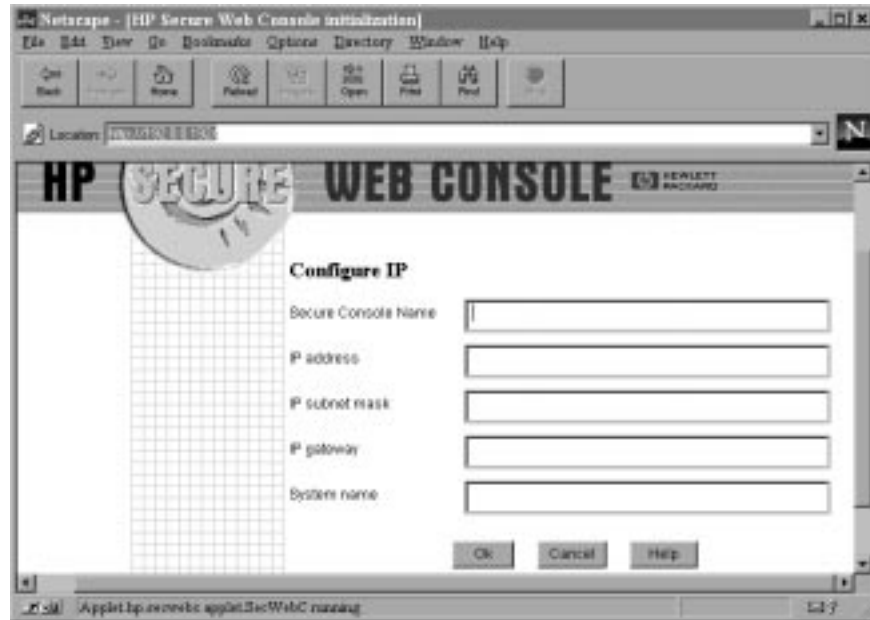 Netscape - [HP Secure Web Console initialization]
File Edit View Go Bookmarks Options Directory Window Help
Back Home Reload Open Print Find
Location:
HP SECURE WEB CONSOLE HEWLETT PACKARD
Configure IP
Secure Console Name
IP address
IP subnet mask
IP gateway
System name
Ok Cancel Help
Applet hp.secwebc.applet.SecWebC running